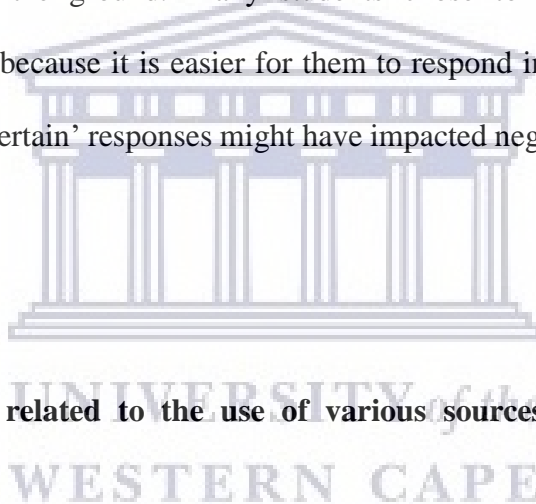 because it is easier for them to respond in
ertain’ responses might have impacted neg
related to the use of various sources
UNIVERSITY of the
WESTERN CAPE